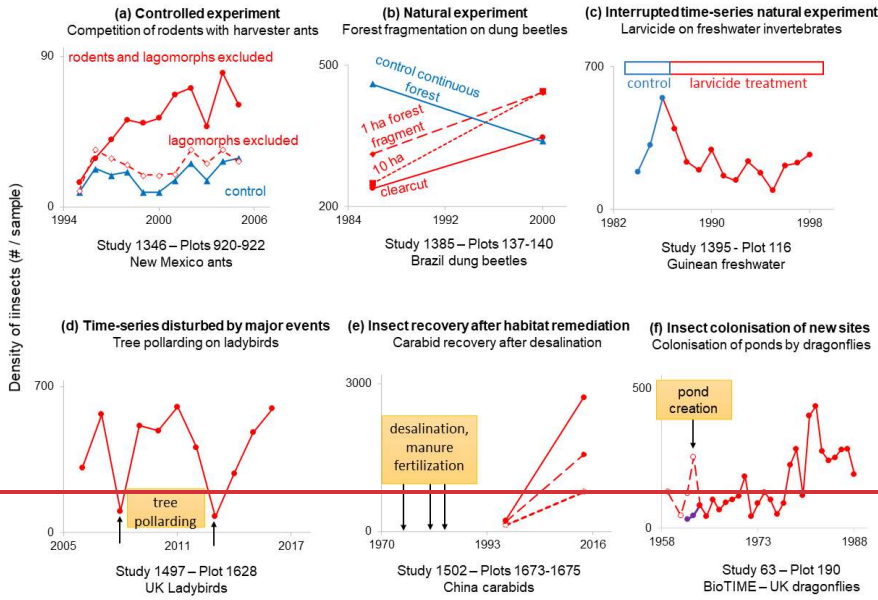 (a) Controlled experiment
Competition of rodents with harvester ants
90
rodents and lagomorphs excluded
lagomorphs excluded
control
0
1994
2000
2006
Study 1346 – Plots 920-922
New Mexico ants
(b) Natural experiment
Forest fragmentation on dung beetles
500
control continuous
forest
1 ha forest
fragment
10 ha
clearcut
200
1984
1992
2000
Study 1385 – Plots 137-140
Brazil dung beetles
(c) Interrupted time-series natural experiment
Larvicide on freshwater invertebrates
700
control
larvicide treatment
0
1982
1990
1998
Study 1395 - Plot 116
Guinean freshwater
Density of iinsects (# / sample)
(d) Time-series disturbed by major events
Tree pollarding on ladybirds
700
tree
pollarding
0
2005
2011
2017
Study 1497 – Plot 1628
UK Ladybirds
(e) Insect recovery after habitat remediation
Carabid recovery after desalination
3000
desalination,
manure
fertilization
0
1970
1993
2016
Study 1502 – Plots 1673-1675
China carabids
(f) Insect colonisation of new sites
Colonisation of ponds by dragonflies
500
pond
creation
0
1958
1973
1988
Study 63 – Plot 190
BioTIME – UK dragonflies